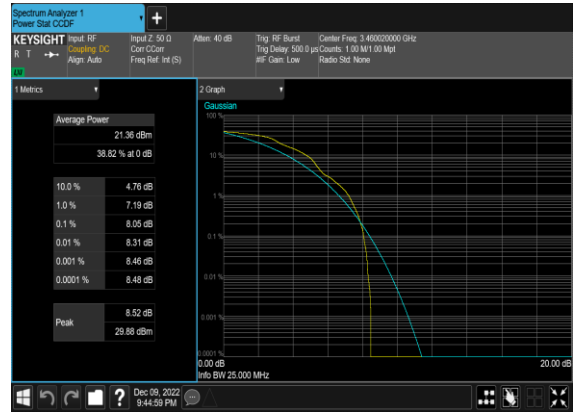 Spectrum Analyzer 1
Power Stat CCDF
KEYSIGHT
R T
LW
Input: RF
Coupling: DC
Align: Auto
Input Z: 50 Ω
Corr CCorr
Freq Ref: Int (S)
Atten: 40 dB
Trig: RF Burst
Trig Delay: 500.0 µs
#IF Gain: Low
Center Freq: 3.460020000 GHz
Counts: 1.00 M/1.00 Mpt
Radio Std: None
1 Metrics
Average Power
21.36 dBm
38.82 % at 0 dB
10.0 % 4.76 dB
1.0 % 7.19 dB
0.1 % 8.05 dB
0.01 % 8.31 dB
0.001 % 8.46 dB
0.0001 % 8.48 dB
Peak
8.52 dB
29.88 dBm
2 Graph
Gaussian
100 %
10 %
1 %
0.1 %
0.01 %
0.001 %
0.0001 %
0.00 dB
20.00 dB
Info BW 25.000 MHz
?
Dec 09, 2022
9:44:59 PM